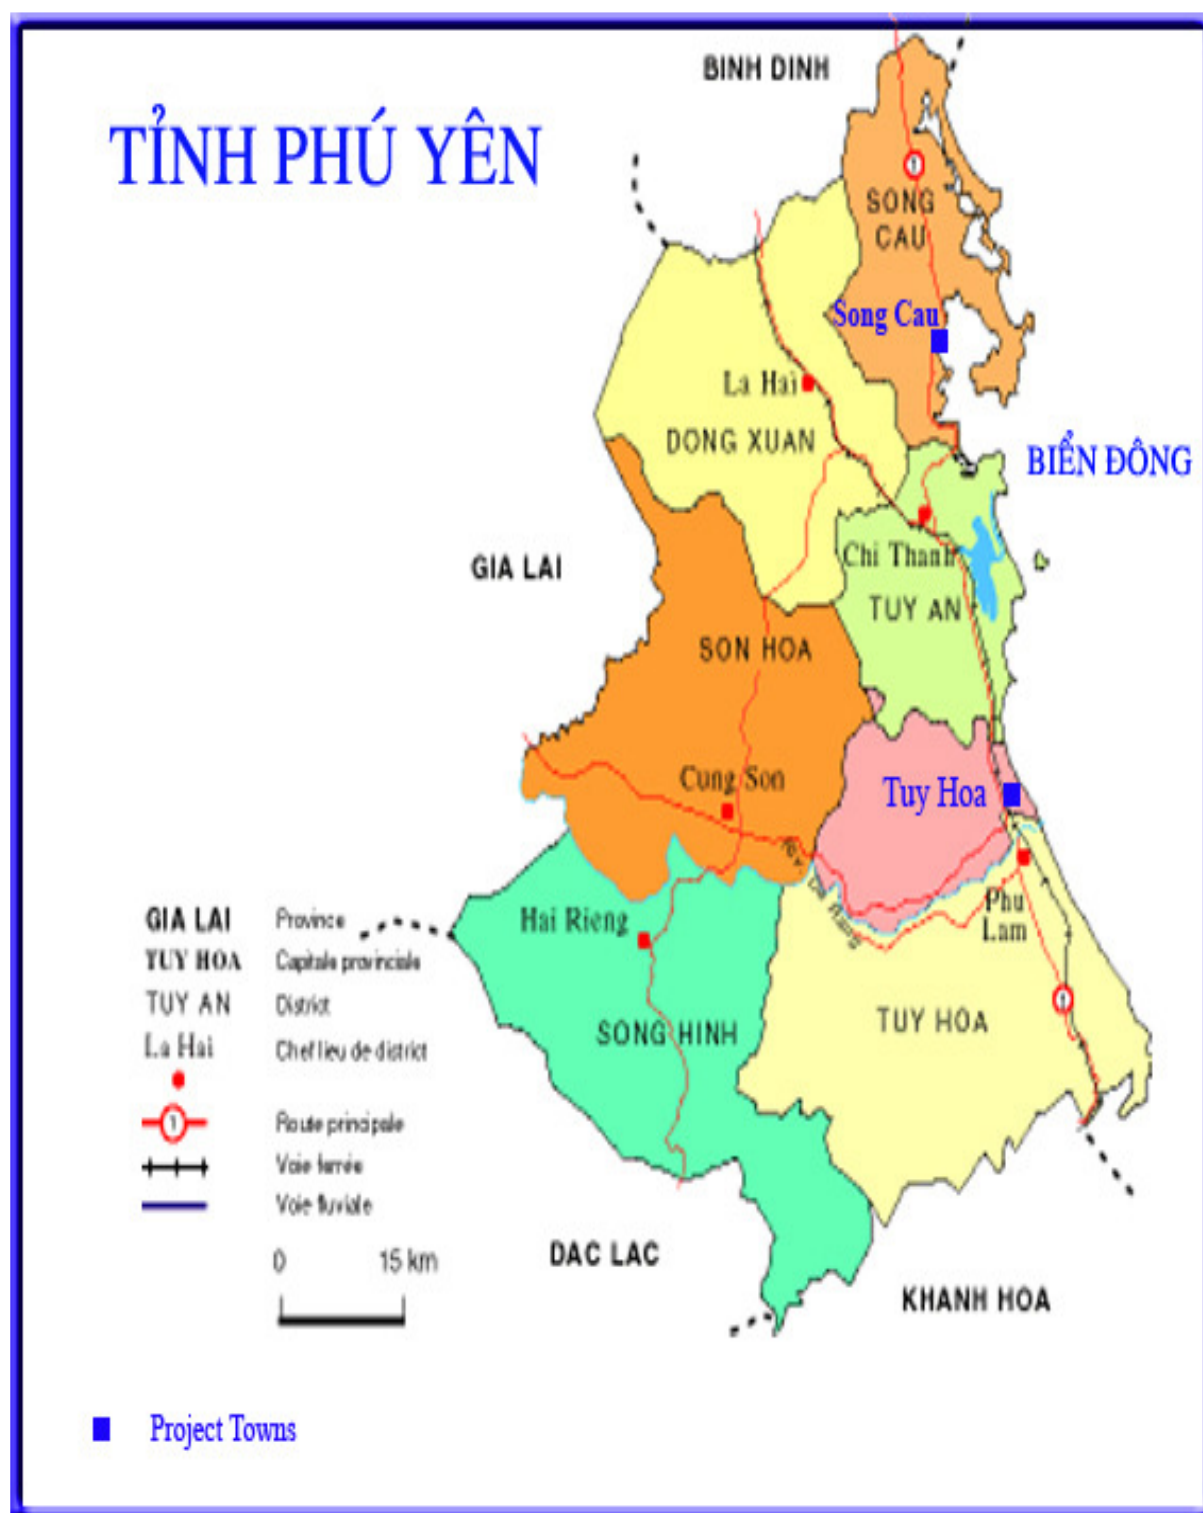 BINH DINH
TỈNH PHÚ YÊN
1
SONG
CAU
Song Cau
La Hai
DONG XUAN
BIỂN ĐÔNG
Chi Thanh
GIA LAI
TUY AN
SON HOA
Cung Son
Tuy Hoa
Phu
Lam
Hai Rieng
TUY HOA
SONG HINH
1
GIA LAI Province
TUY HOA Capitale provinciale
TUY AN District
La Hai Chef lieu de district
1 Route principale
Voie ferrée
Voie fluviale
0 15 km
DAC LAC
KHANH HOA
Project Towns